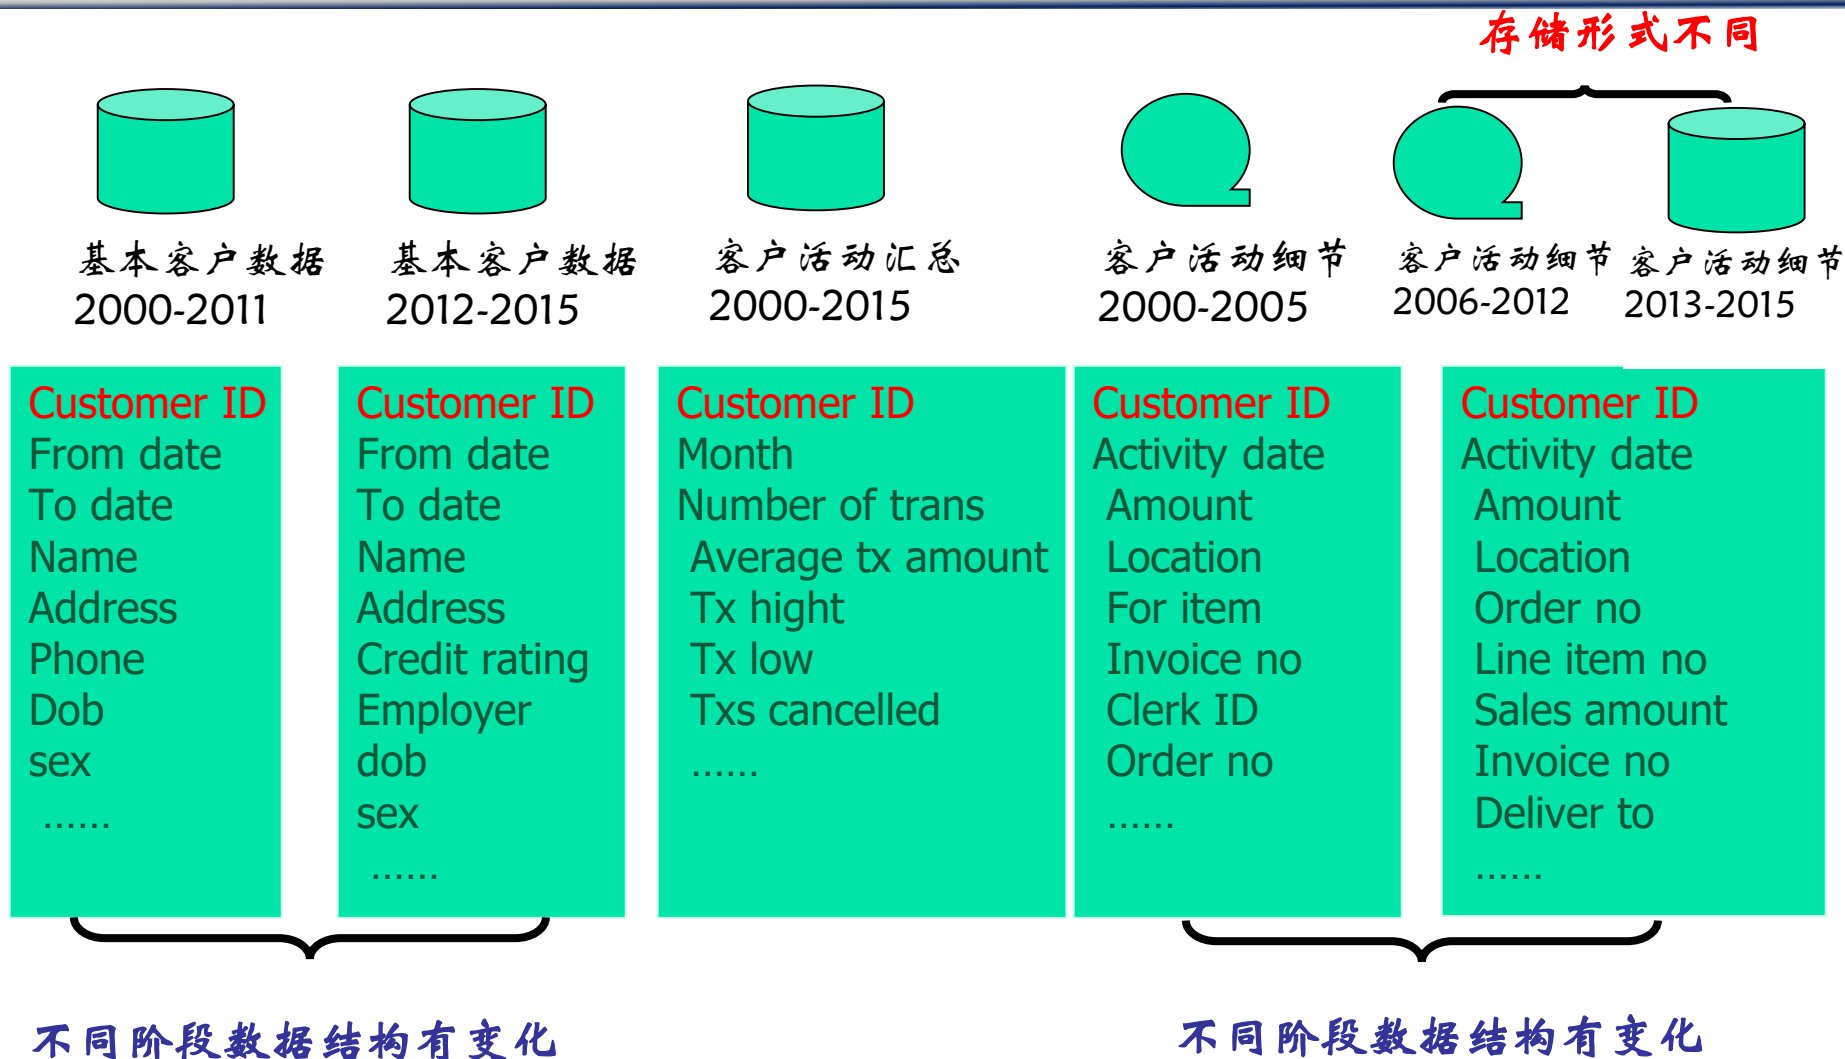 存储形式不同
基本客户数据
2000-2011
基本客户数据
2012-2015
客户活动汇总
2000-2015
客户活动细节
2000-2005
客户活动细节
2006-2012
客户活动细节
2013-2015
Customer ID
From date
To date
Name
Address
Phone
Dob
sex
......
Customer ID
From date
To date
Name
Address
Credit rating
Employer
dob
sex
......
Customer ID
Month
Number of trans
Average tx amount
Tx hight
Tx low
Txs cancelled
......
Customer ID
Activity date
Amount
Location
For item
Invoice no
Clerk ID
Order no
......
Customer ID
Activity date
Amount
Location
Order no
Line item no
Sales amount
Invoice no
Deliver to
......
不同阶段数据结构有变化
不同阶段数据结构有变化